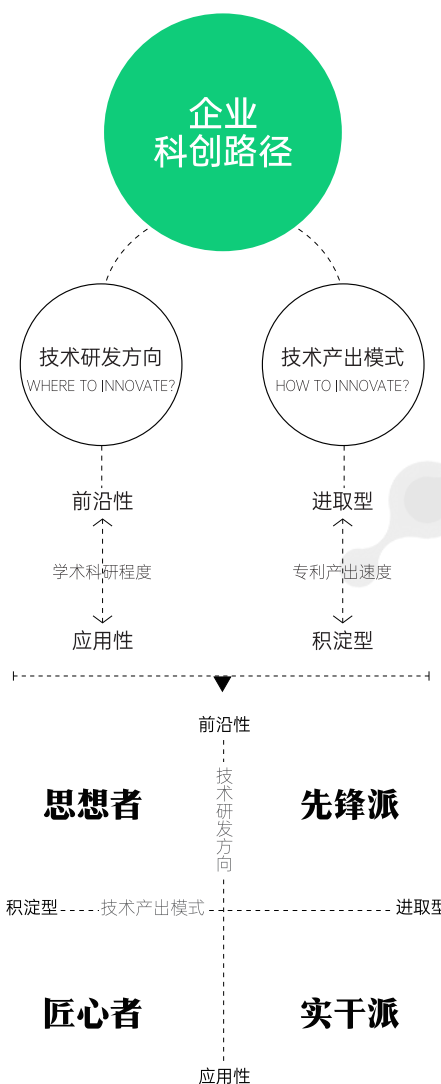 企业
科创路径
技术研发方向
WHERE TO INNOVATE?
技术产出模式
HOW TO INNOVATE?
前沿性
进取型
学术科研程度
专利产出速度
应用性
积淀型
前沿性
技术研发方向
思想者
先锋派
积淀型
技术产出模式
进取型
匠心者
实干派
应用性